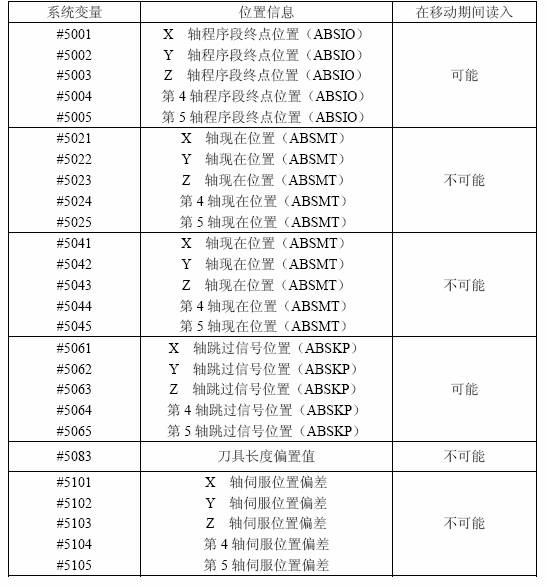 系统变量 位置信息 在移动期间读入
#5001 X 轴程序段终点位置（ABSIO）
#5002 Y 轴程序段终点位置（ABSIO）
#5003 Z 轴程序段终点位置（ABSIO） 可能
#5004 第 4 轴程序段终点位置（ABSIO）
#5005 第 5 轴程序段终点位置（ABSIO）
#5021 X 轴现在位置（ABSMT）
#5022 Y 轴现在位置（ABSMT）
#5023 Z 轴现在位置（ABSMT） 不可能
#5024 第 4 轴现在位置（ABSMT）
#5025 第 5 轴现在位置（ABSMT）
#5041 X 轴现在位置（ABSMT）
#5042 Y 轴现在位置（ABSMT）
#5043 Z 轴现在位置（ABSMT） 不可能
#5044 第 4 轴现在位置（ABSMT）
#5045 第 5 轴现在位置（ABSMT）
#5061 X 轴跳过信号位置（ABSKP）
#5062 Y 轴跳过信号位置（ABSKP）
#5063 Z 轴跳过信号位置（ABSKP） 可能
#5064 第 4 轴跳过信号位置（ABSKP）
#5065 第 5 轴跳过信号位置（ABSKP）
#5083 刀具长度偏置值 不可能
#5101 X 轴伺服位置偏差
#5102 Y 轴伺服位置偏差
#5103 Z 轴伺服位置偏差 不可能
#5104 第 4 轴伺服位置偏差
#5105 第 5 轴伺服位置偏差